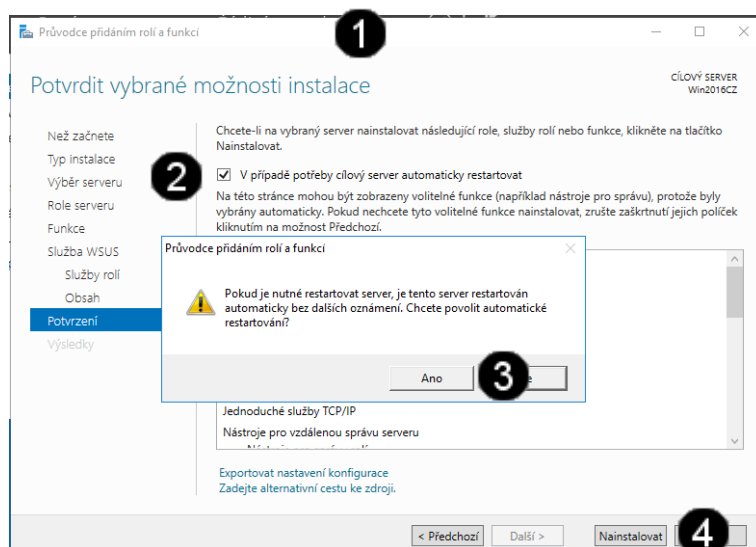 Průvodce přidáním rolí a funkcí
1
Potvrdit vybrané možnosti instalace
CÍLOVÝ SERVER
Win2016CZ
Než začnete
Typ instalace
Výběr serveru
Role serveru
Funkce
Služba WSUS
Služby rolí
Obsah
Potvrzení
Výsledky
Chcete-li na vybraný server nainstalovat následující role, služby rolí nebo funkce, klikněte na tlačítko
Nainstalovat.
2
V případě potřeby cílový server automaticky restartovat
Na této stránce mohou být zobrazeny volitelné funkce (například nástroje pro správu), protože byly
vybrány automaticky. Pokud nechcete tyto volitelné funkce nainstalovat, zrušte zaškrtnutí jejich políček
kliknutím na možnost Předchozí.
Průvodce přidáním rolí a funkcí
Pokud je nutné restartovat server, je tento server restartován
automaticky bez dalších oznámení. Chcete povolit automatické
restartování?
Ano
3
Jednoduché služby TCP/IP
Nástroje pro vzdálenou správu serveru
Exportovat nastavení konfigurace
Zadejte alternativní cestu ke zdroji.
< Předchozí
Další >
Nainstalovat
4